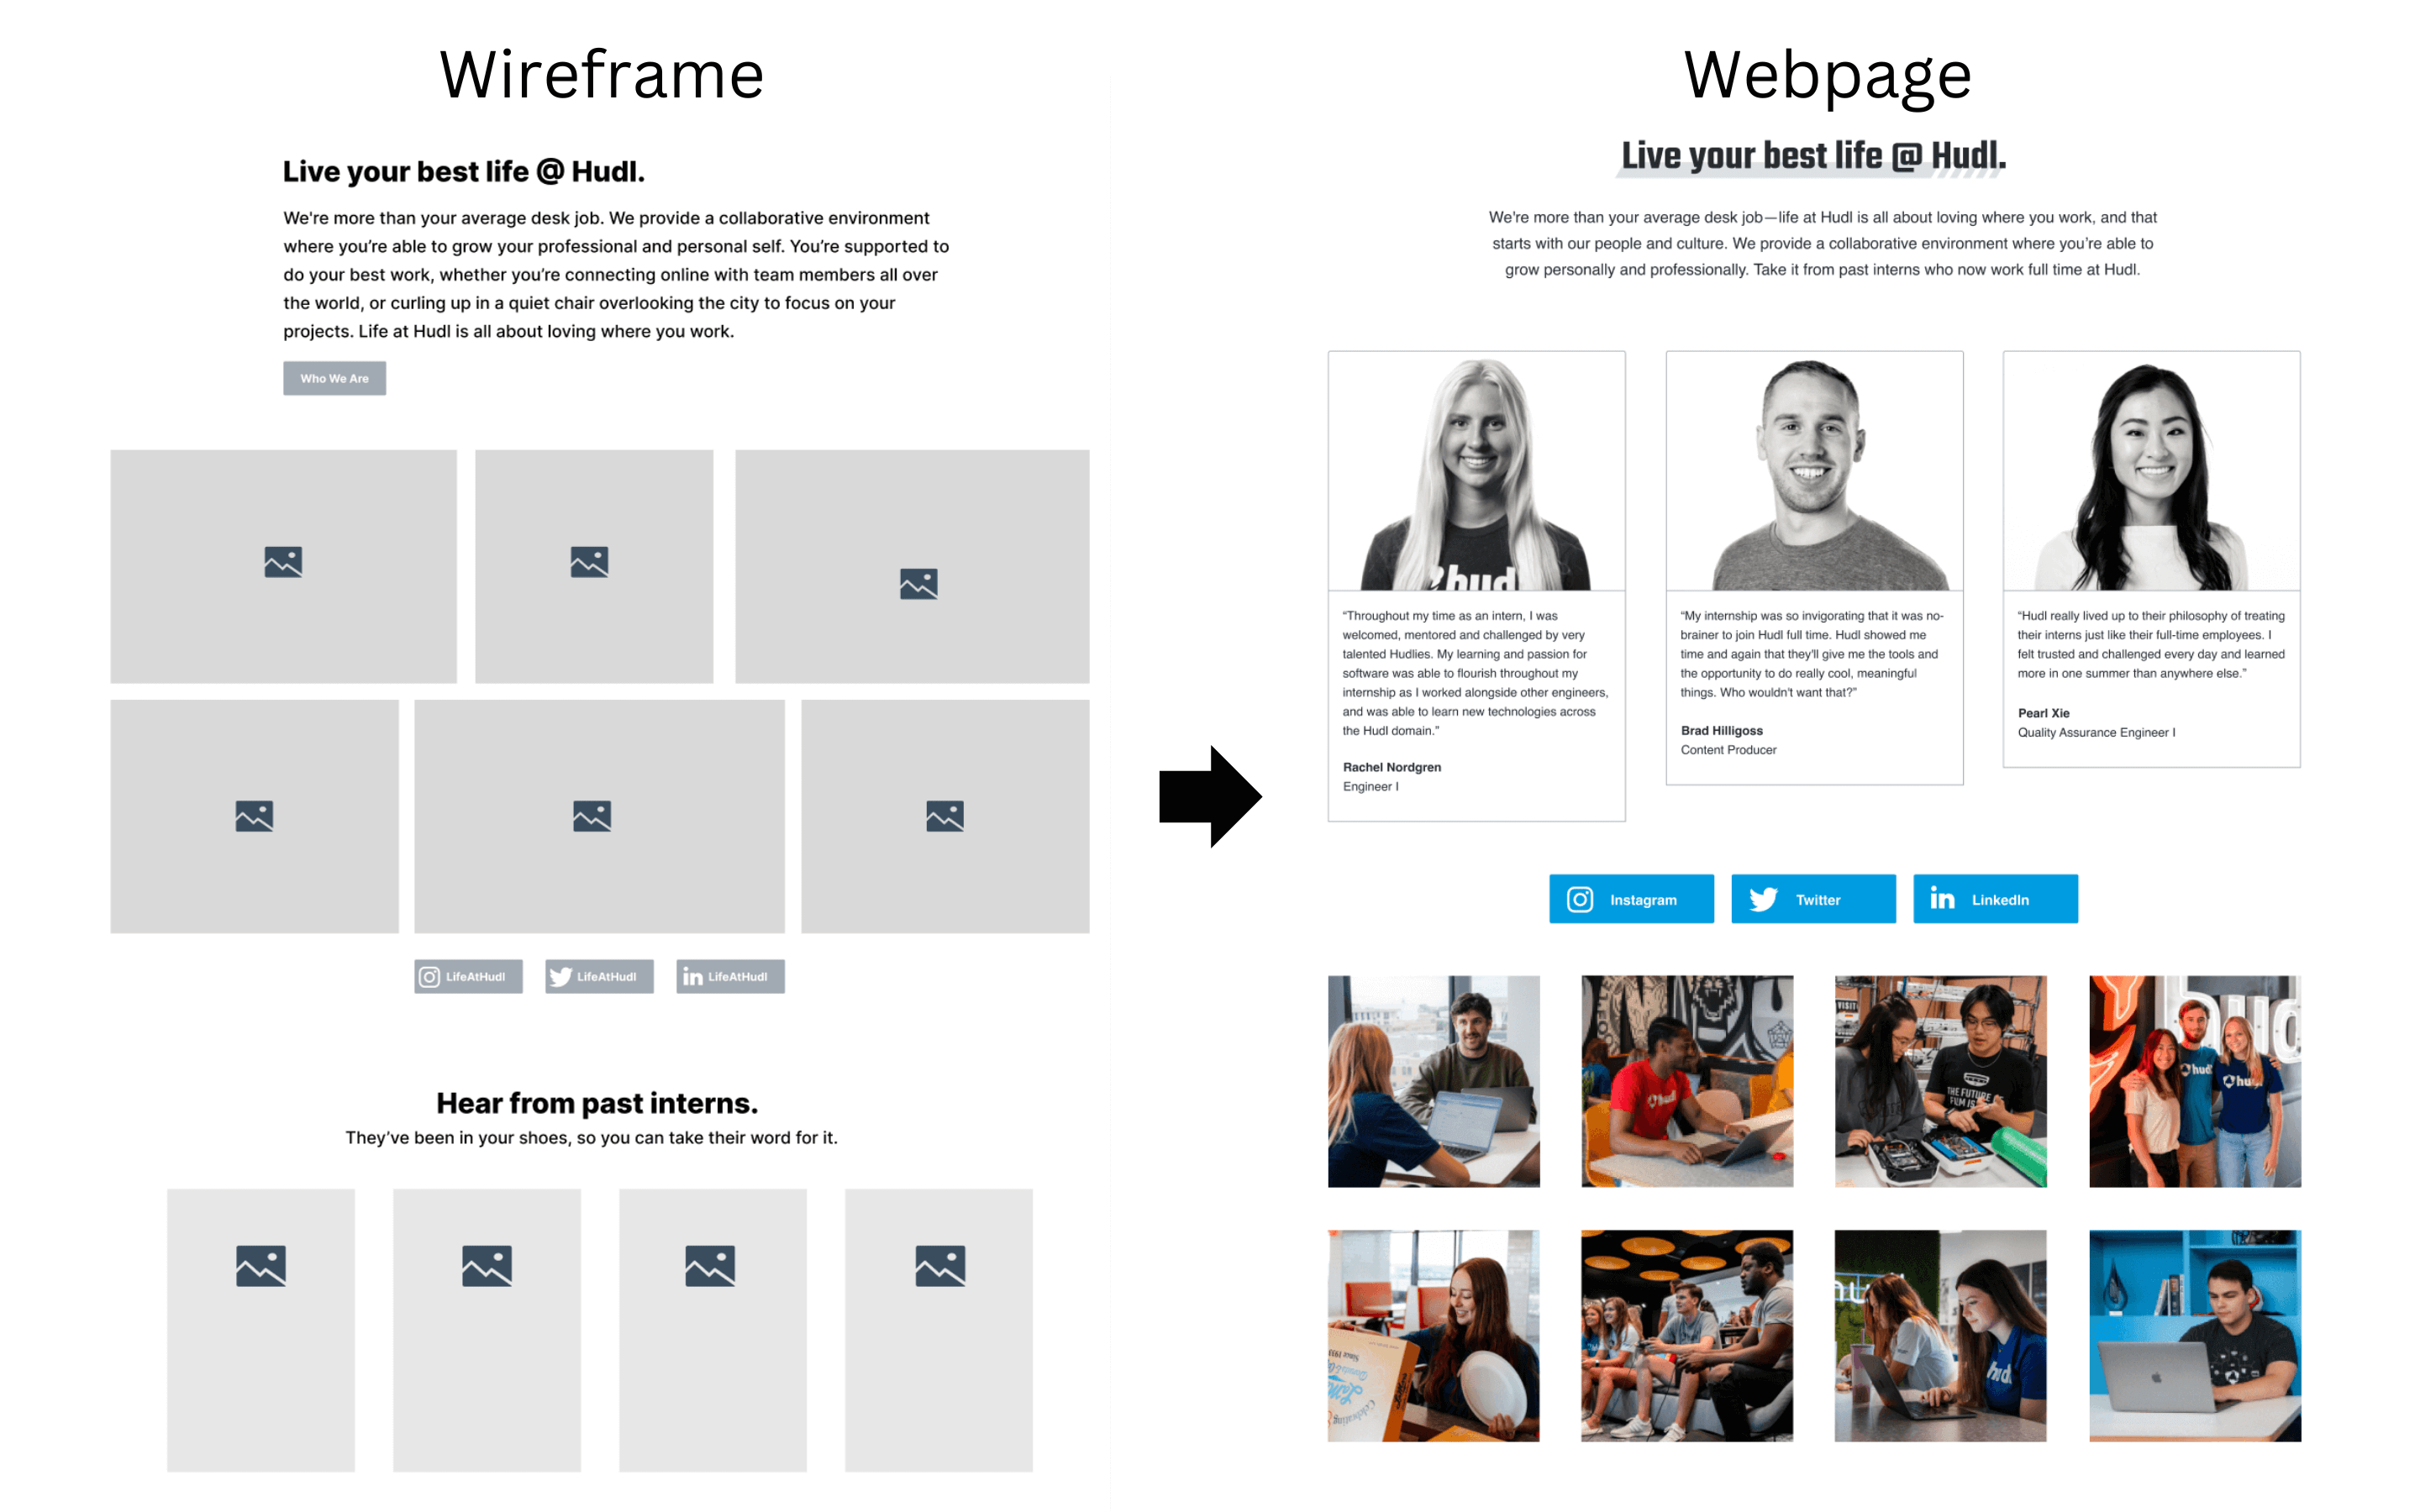 Wireframe
Live your best life @ Hudl.
We're more than your average desk job. We provide a collaborative environment
where you're able to grow your professional and personal self. You're supported to
do your best work, whether you're connecting online with team members all over
the world, or curling up in a quiet chair overlooking the city to focus on your
projects. Life at Hudl is all about loving where you work.
Who We Are
LifeAtHudl
LifeAtHudl
LifeAtHudl
Hear from past interns.
They've been in your shoes, so you can take their word for it.
Webpage
Live your best life @ Hudl.
We're more than your average desk job—life at Hudl is all about loving where you work, and that
starts with our people and culture. We provide a collaborative environment where you're able to
grow personally and professionally. Take it from past interns who now work full time at Hudl.
hudl
“Throughout my time as an intern, I was
welcomed, mentored and challenged by very
talented Hudlies. My learning and passion for
software was able to flourish throughout my
internship as I worked alongside other engineers,
and was able to learn new technologies across
the Hudl domain.”
Rachel Nordgren
Engineer I
“My internship was so invigorating that it was no-
brainer to join Hudl full time. Hudl showed me
time and again that they'll give me the tools and
the opportunity to do really cool, meaningful
things. Who wouldn't want that?”
Brad Hilligoss
Content Producer
“Hudl really lived up to their philosophy of treating
their interns just like their full-time employees. I
felt trusted and challenged every day and learned
more in one summer than anywhere else.”
Pearl Xie
Quality Assurance Engineer I
Instagram
Twitter
LinkedIn
hudl
THE FUTURE
FILM IS
hudl
hu
hudl